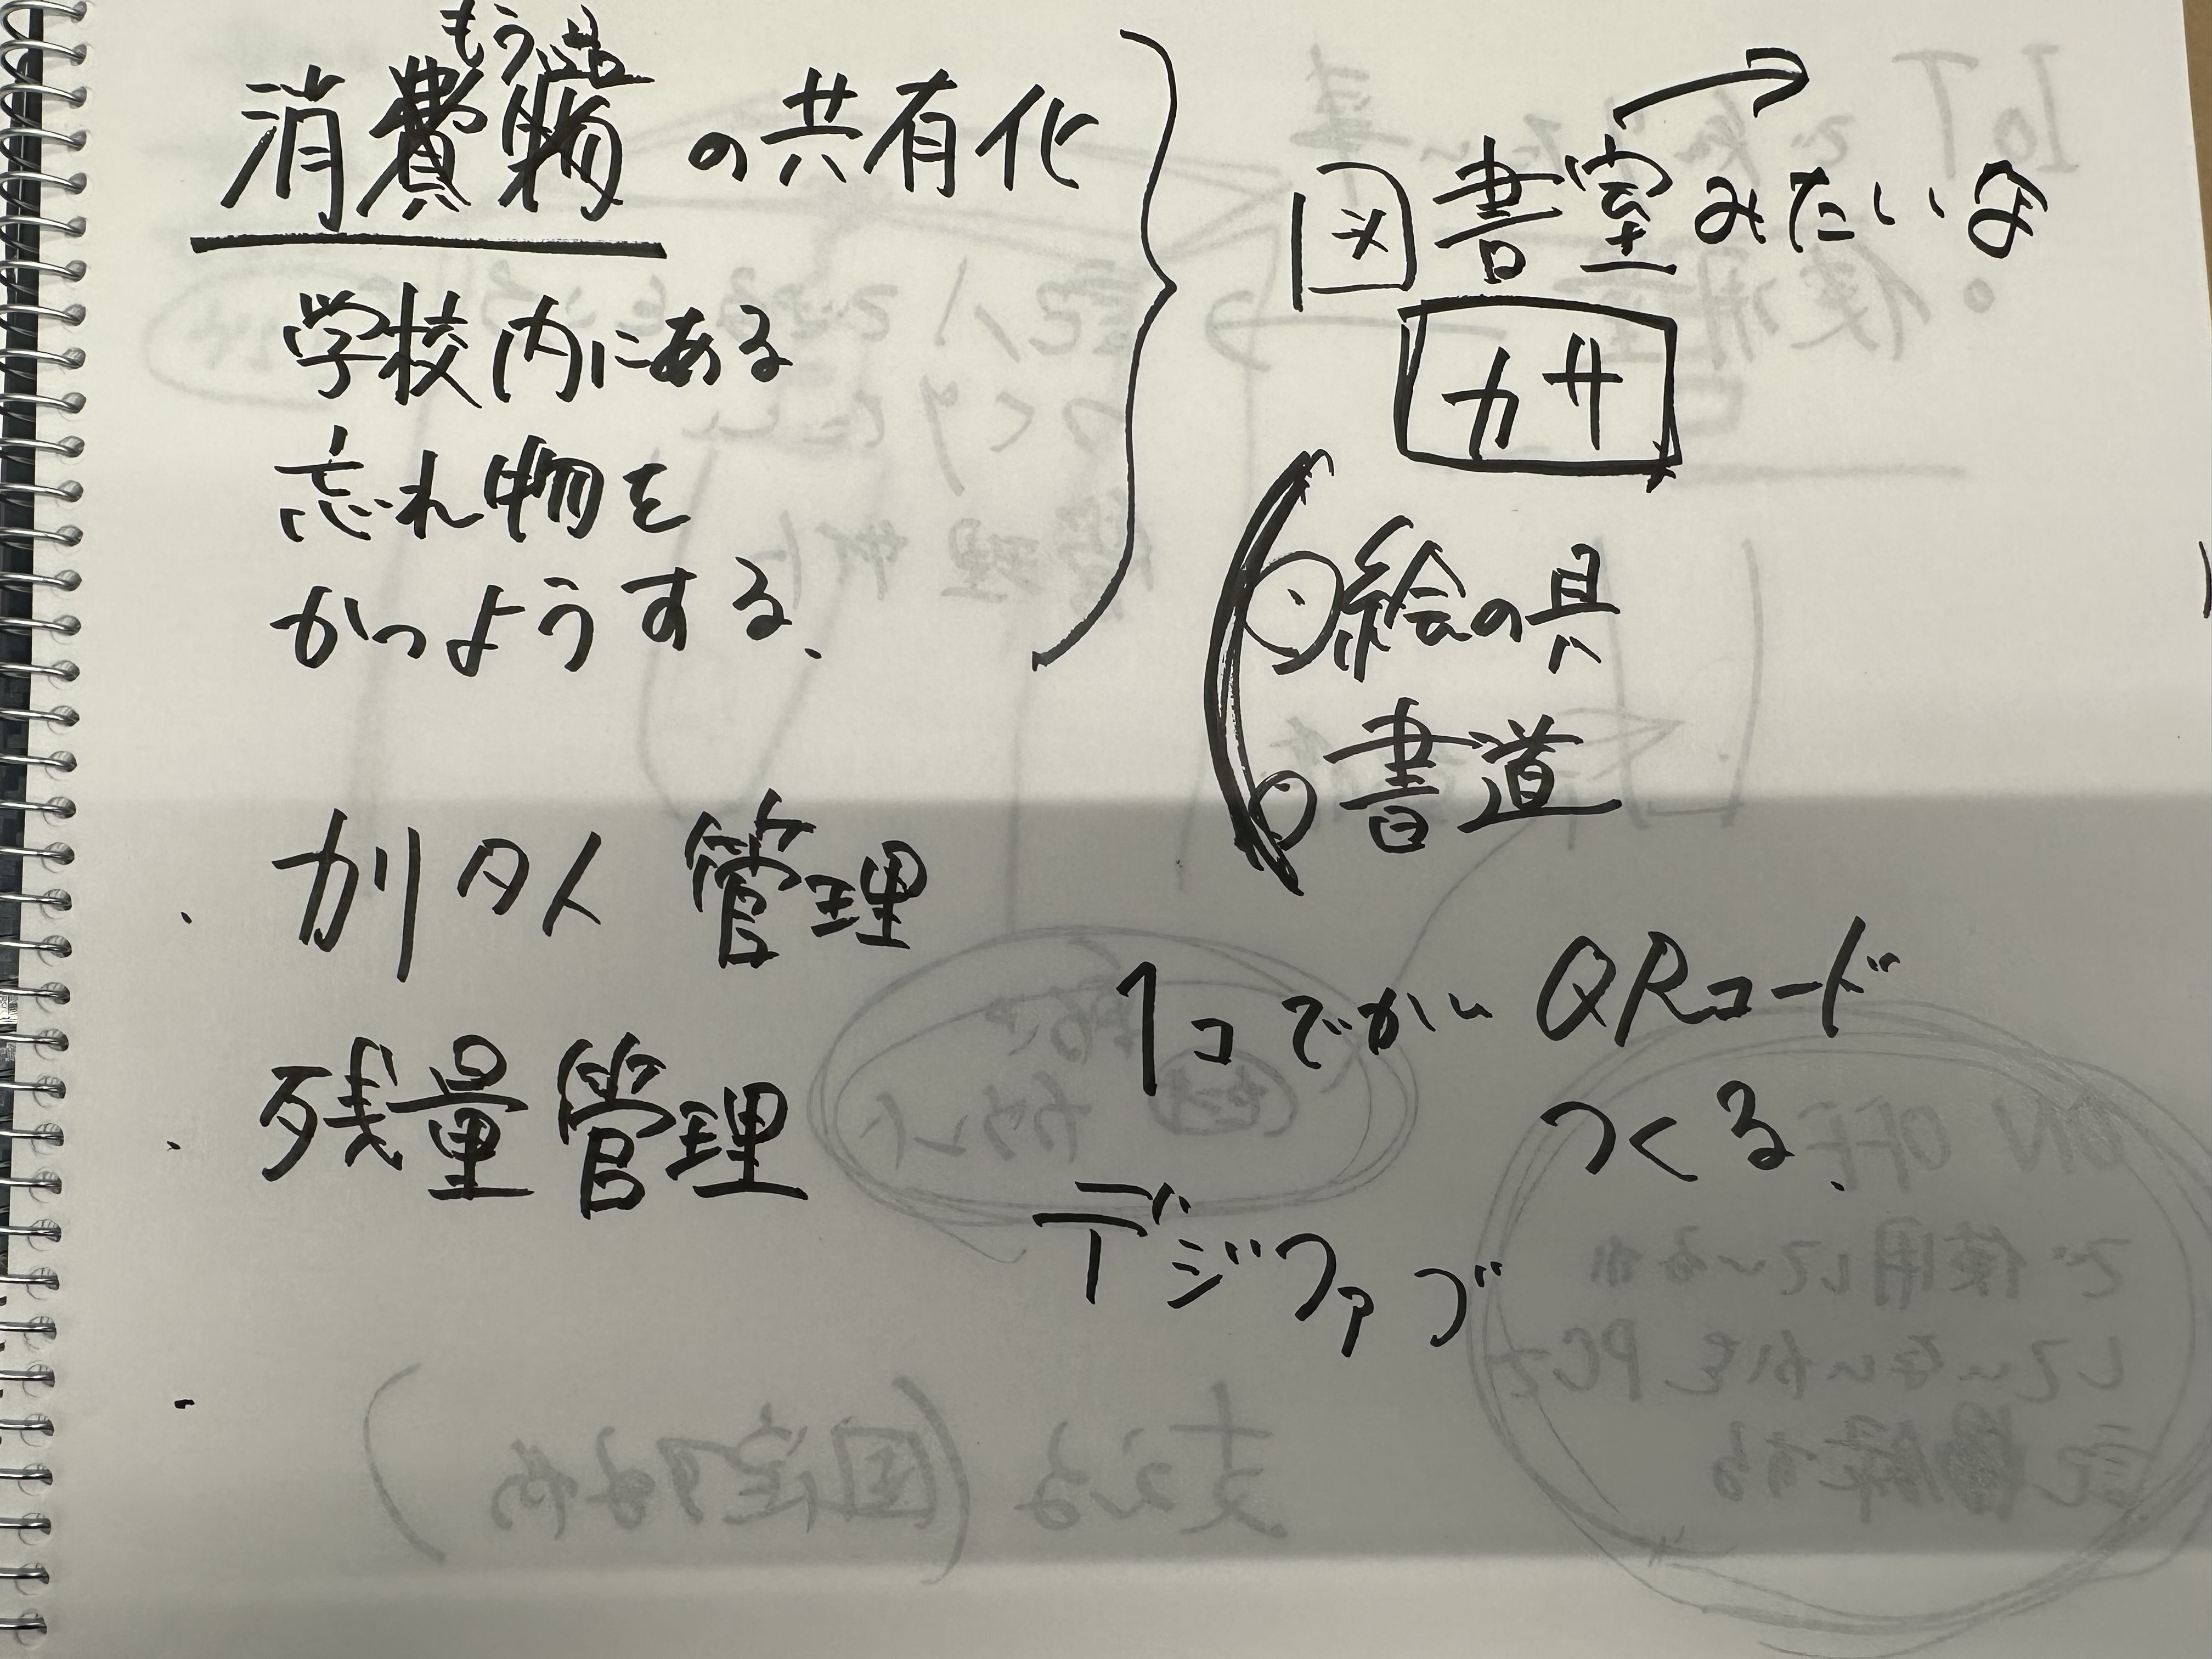 消もう品の共有化
学校内にある
忘れ物を
かつようする、
図書室みたいな
カサ
絵の具
書道
・カリタ人 管理
・残量管理
・
1コでかい QRコード
つくる、
デジファブ